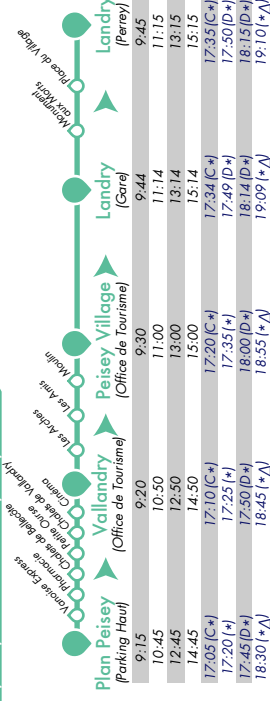 Vanoise Express
Pharmacie
Chalets de Bellecôte
Petite Ourse
Chalets de Vallandry
Cinéma
Les Arches
Les Amis
Moulin
Monument
aux Morts
Place du Village
Plan Peisey Vallandry Peisey Village Landry Landry
(Parking Haut) (Office de Tourisme) (Office de Tourisme) (Gare) (Perrey)
9:15 9:20 9:30 9:44 9:45
10:45 10:50 11:00 11:14 11:15
12:45 12:50 13:00 13:14 13:15
14:45 14:50 15:00 15:14 15:15
17:05 (C*) 17:10 (C*) 17:20 (C*) 17:34 (C*) 17:35 (C*)
17:20 (*) 17:25 (*) 17:35 (*) 17:49 (D*) 17:50 (D*)
17:45 (D*) 17:50 (D*) 18:00 (D*) 18:14 (D*) 18:15 (D*)
18:30 (*Λ) 18:45 (*Λ) 18:55 (*Λ) 19:09 (*Λ) 19:10 (*Λ)